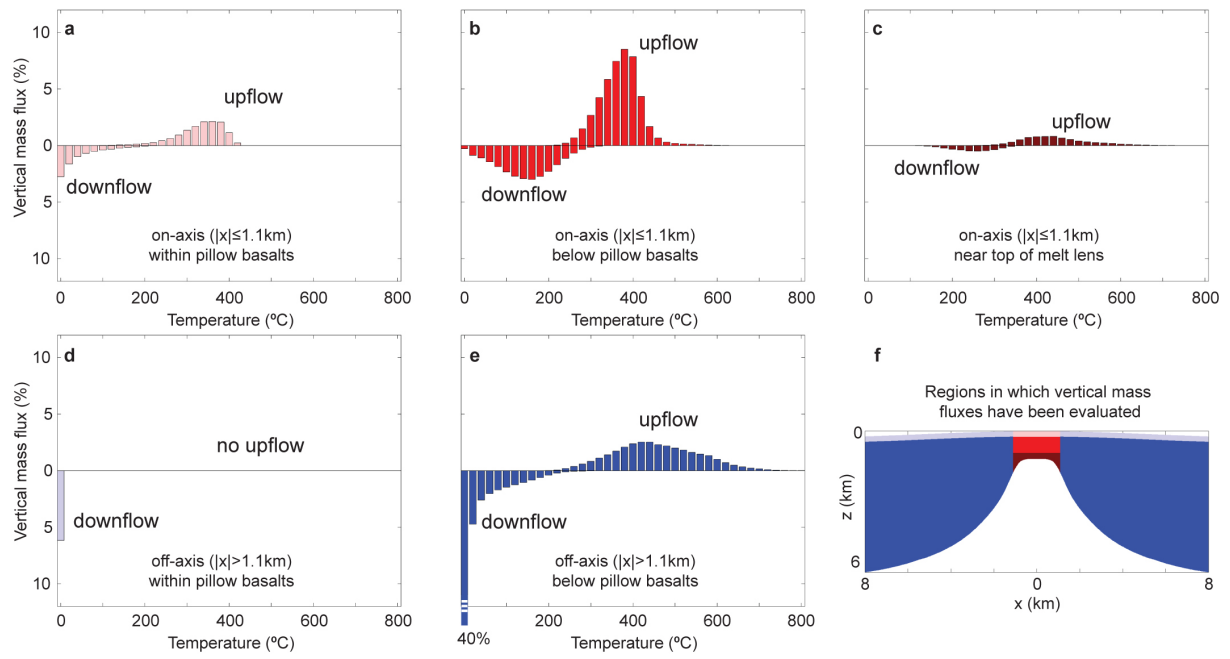 a
10
5
0
5
10
Vertical mass flux (%)
upflow
downflow
on-axis (|x|≤1.1km)
within pillow basalts
0
200
400
600
800
Temperature (ºC)
b
upflow
downflow
on-axis (|x|≤1.1km)
below pillow basalts
0
200
400
600
800
Temperature (ºC)
c
upflow
downflow
on-axis (|x|≤1.1km)
near top of melt lens
0
200
400
600
800
Temperature (ºC)
d
10
5
0
5
10
Vertical mass flux (%)
no upflow
downflow
off-axis (|x|>1.1km)
within pillow basalts
0
200
400
600
800
Temperature (ºC)
e
upflow
downflow
off-axis (|x|>1.1km)
below pillow basalts
40%
200
400
600
800
Temperature (ºC)
f
Regions in which vertical mass
fluxes have been evaluated
0
z (km)
6
8
0
8
x (km)